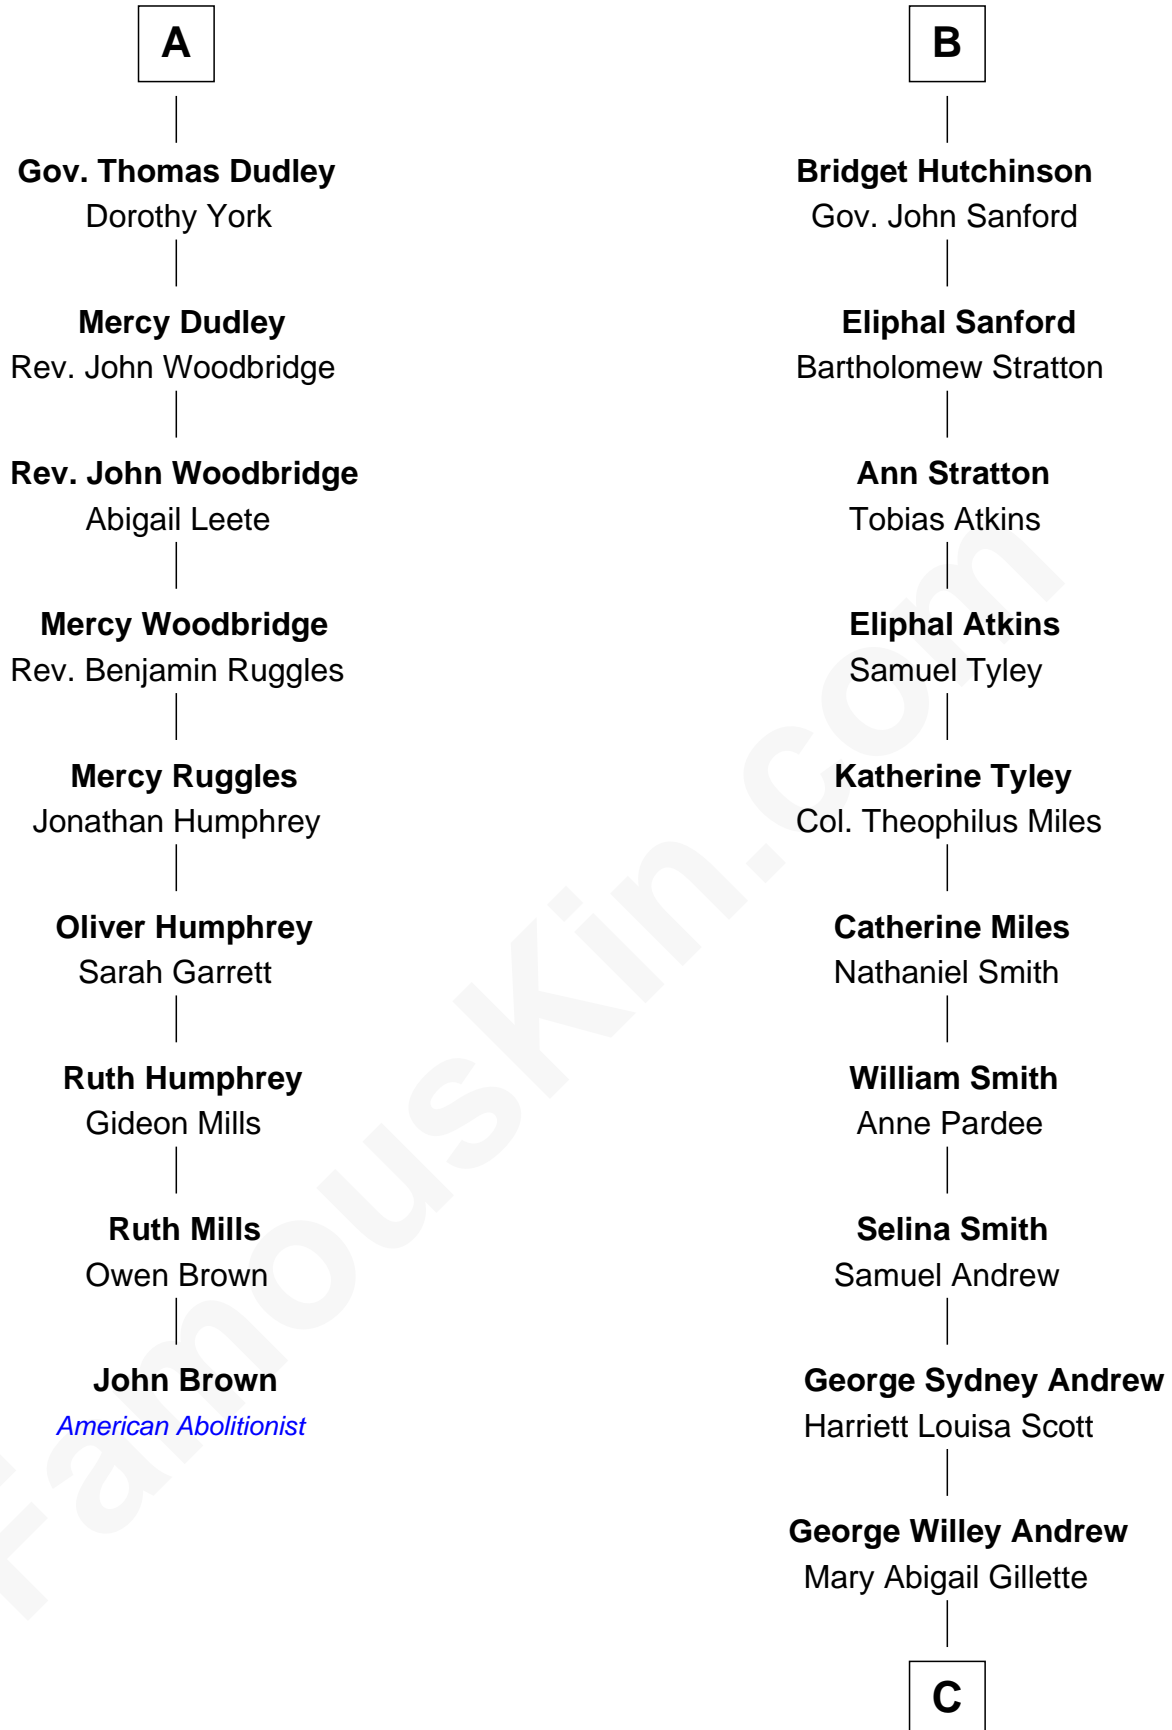 A
Gov. Thomas Dudley
Dorothy York
Mercy Dudley
Rev. John Woodbridge
Rev. John Woodbridge
Abigail Leete
Mercy Woodbridge
Rev. Benjamin Ruggles
Mercy Ruggles
Jonathan Humphrey
Oliver Humphrey
Sarah Garrett
Ruth Humphrey
Gideon Mills
Ruth Mills
Owen Brown
John Brown
American Abolitionist
B
Bridget Hutchinson
Gov. John Sanford
Eliphal Sanford
Bartholomew Stratton
Ann Stratton
Tobias Atkins
Eliphal Atkins
Samuel Tyley
Katherine Tyley
Col. Theophilus Miles
Catherine Miles
Nathaniel Smith
William Smith
Anne Pardee
Selina Smith
Samuel Andrew
George Sydney Andrew
Harriett Louisa Scott
George Willey Andrew
Mary Abigail Gillette
C
FamousKin.com